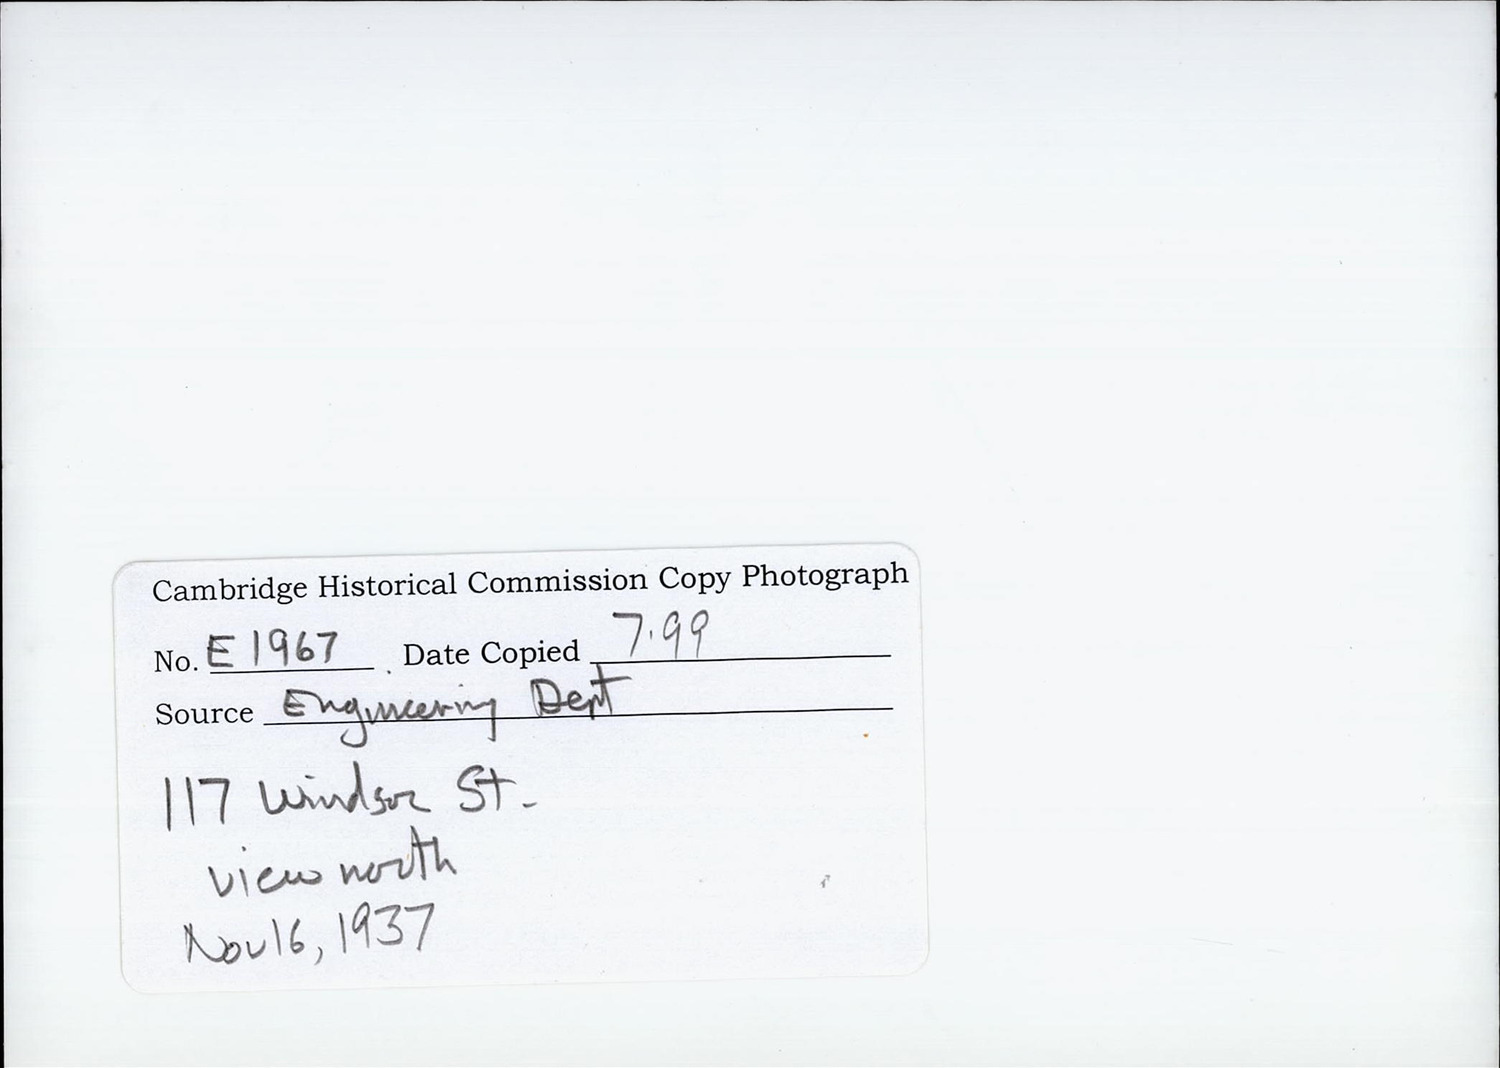 Cambridge Historical Commission Copy Photograph
No. E 1967 Date Copied 7.99
Source Engineering Dept
117 Windsor St.
view north
Nov 16, 1937